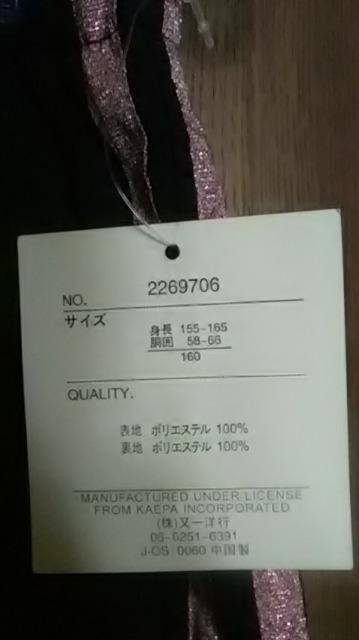 NO. 2269706
サイズ
身長 155-165
胴囲 58-66
160
QUALITY.
表地 ポリエステル 100%
裏地 ポリエステル 100%
MANUFACTURED UNDER LICENSE
FROM KAEPA INCORPORATED
(株)又一洋行
06-6251-6391
J-OS 0060 中国製